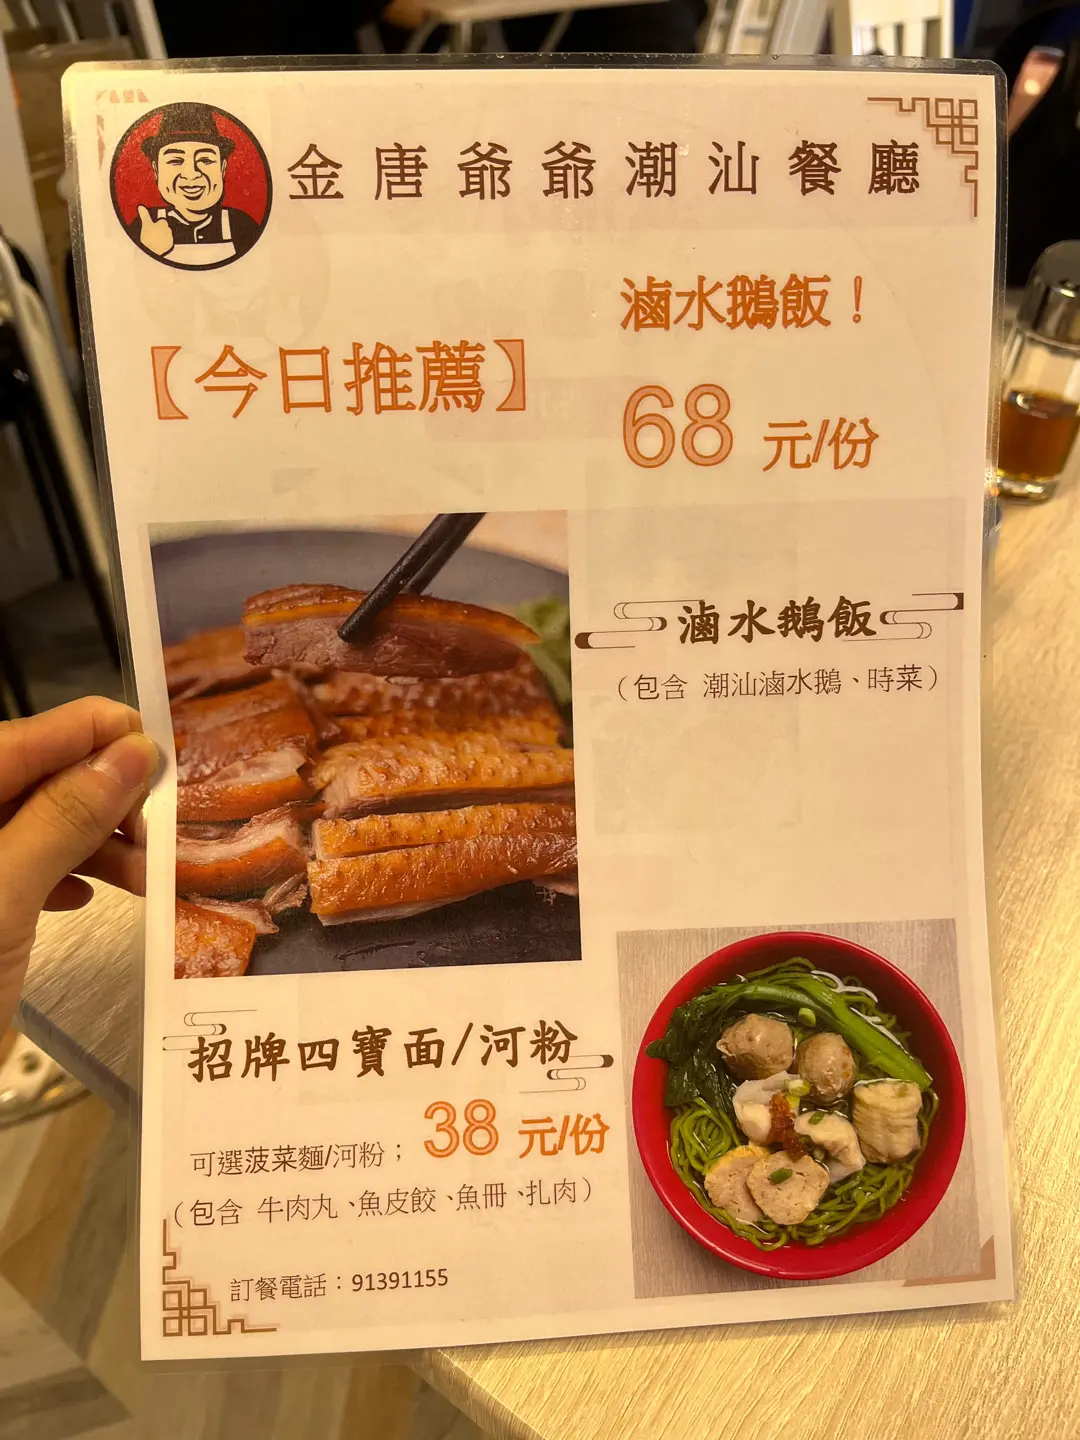 金唐爺爺潮汕餐廳
滷水鵝飯！
【今日推薦】
68 元/份
滷水鵝飯
（包含 潮汕滷水鵝、時菜）
招牌四寶面/河粉
可選菠菜麵/河粉； 38 元/份
（包含 牛肉丸、魚皮餃、魚冊、扎肉）
訂餐電話：91391155